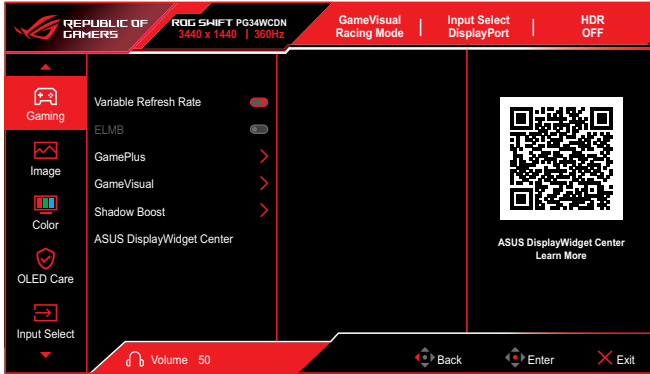 REPUBLIC OF
GAMERS
ROG SWIFT PG34WCDN
3440 x 1440 | 360Hz
GameVisual
Racing Mode
Input Select
DisplayPort
HDR
OFF
Gaming
Image
Color
OLED Care
Input Select
Variable Refresh Rate
ELMB
GamePlus
GameVisual
Shadow Boost
ASUS DisplayWidget Center
ASUS DisplayWidget Center
Learn More
Volume 50
Back
Enter
Exit